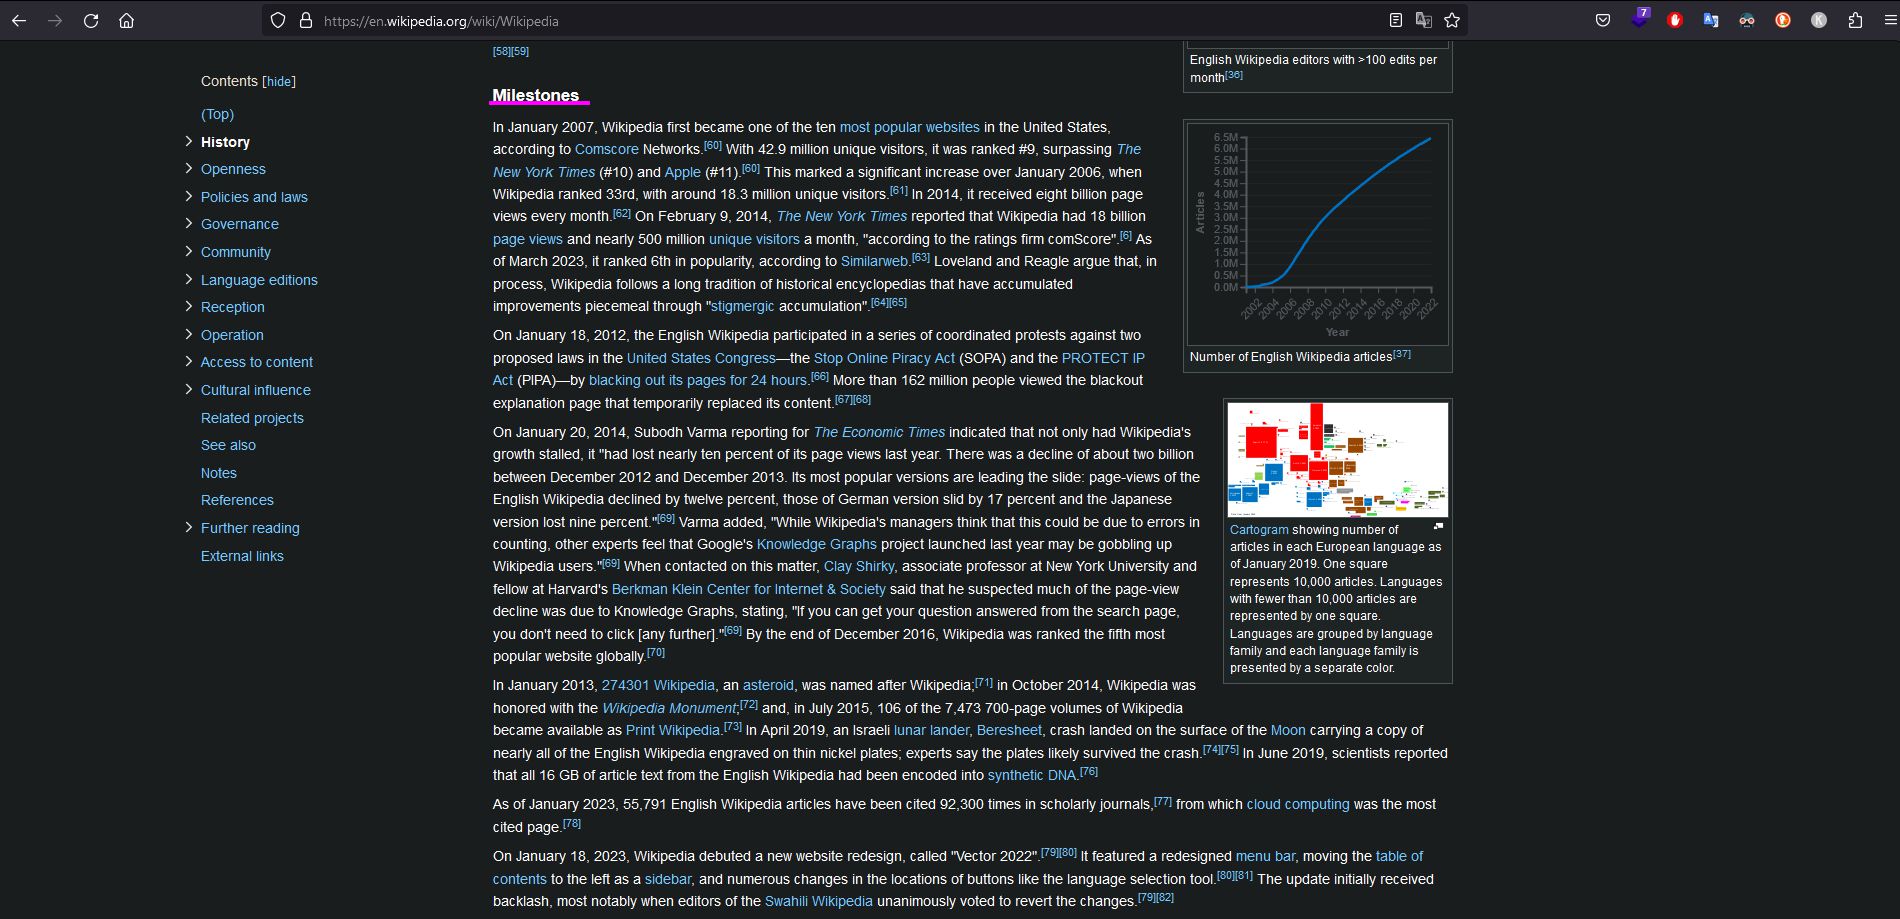 https://en.wikipedia.org/wiki/Wikipedia
7
K
Contents [hide]
(Top)
History
Openness
Policies and laws
Governance
Community
Language editions
Reception
Operation
Access to content
Cultural influence
Related projects
See also
Notes
References
Further reading
External links
[58][59]
Milestones
In January 2007, Wikipedia first became one of the ten most popular websites in the United States,
according to Comscore Networks.[60] With 42.9 million unique visitors, it was ranked #9, surpassing The
New York Times (#10) and Apple (#11).[60] This marked a significant increase over January 2006, when
Wikipedia ranked 33rd, with around 18.3 million unique visitors.[61] In 2014, it received eight billion page
views every month.[62] On February 9, 2014, The New York Times reported that Wikipedia had 18 billion
page views and nearly 500 million unique visitors a month, "according to the ratings firm comScore".[6] As
of March 2023, it ranked 6th in popularity, according to Similarweb.[63] Loveland and Reagle argue that, in
process, Wikipedia follows a long tradition of historical encyclopedias that have accumulated
improvements piecemeal through "stigmergic accumulation".[64][65]
On January 18, 2012, the English Wikipedia participated in a series of coordinated protests against two
proposed laws in the United States Congress—the Stop Online Piracy Act (SOPA) and the PROTECT IP
Act (PIPA)—by blacking out its pages for 24 hours.[66] More than 162 million people viewed the blackout
explanation page that temporarily replaced its content.[67][68]
On January 20, 2014, Subodh Varma reporting for The Economic Times indicated that not only had Wikipedia's
growth stalled, it "had lost nearly ten percent of its page views last year. There was a decline of about two billion
between December 2012 and December 2013. Its most popular versions are leading the slide: page-views of the
English Wikipedia declined by twelve percent, those of German version slid by 17 percent and the Japanese
version lost nine percent."[69] Varma added, "While Wikipedia's managers think that this could be due to errors in
counting, other experts feel that Google's Knowledge Graphs project launched last year may be gobbling up
Wikipedia users."[69] When contacted on this matter, Clay Shirky, associate professor at New York University and
fellow at Harvard's Berkman Klein Center for Internet & Society said that he suspected much of the page-view
decline was due to Knowledge Graphs, stating, "If you can get your question answered from the search page,
you don't need to click [any further]."[69] By the end of December 2016, Wikipedia was ranked the fifth most
popular website globally.[70]
In January 2013, 274301 Wikipedia, an asteroid, was named after Wikipedia;[71] in October 2014, Wikipedia was
honored with the Wikipedia Monument;[72] and, in July 2015, 106 of the 7,473 700-page volumes of Wikipedia
became available as Print Wikipedia.[73] In April 2019, an Israeli lunar lander, Beresheet, crash landed on the surface of the Moon carrying a copy of
nearly all of the English Wikipedia engraved on thin nickel plates; experts say the plates likely survived the crash.[74][75] In June 2019, scientists reported
that all 16 GB of article text from the English Wikipedia had been encoded into synthetic DNA.[76]
As of January 2023, 55,791 English Wikipedia articles have been cited 92,300 times in scholarly journals,[77] from which cloud computing was the most
cited page.[78]
On January 18, 2023, Wikipedia debuted a new website redesign, called "Vector 2022".[79][80] It featured a redesigned menu bar, moving the table of
contents to the left as a sidebar, and numerous changes in the locations of buttons like the language selection tool.[80][81] The update initially received
backlash, most notably when editors of the Swahili Wikipedia unanimously voted to revert the changes.[79][82]
English Wikipedia editors with >100 edits per
month[36]
6.5M
6.0M
5.5M
5.0M
4.5M
4.0M
3.5M
3.0M
2.5M
2.0M
1.5M
1.0M
0.5M
0.0M
Articles
2002 2004 2006 2008 2010 2012 2014 2016 2018 2020 2022
Year
Number of English Wikipedia articles[37]
Cartogram showing number of
articles in each European language as
of January 2019. One square
represents 10,000 articles. Languages
with fewer than 10,000 articles are
represented by one square.
Languages are grouped by language
family and each language family is
presented by a separate color.